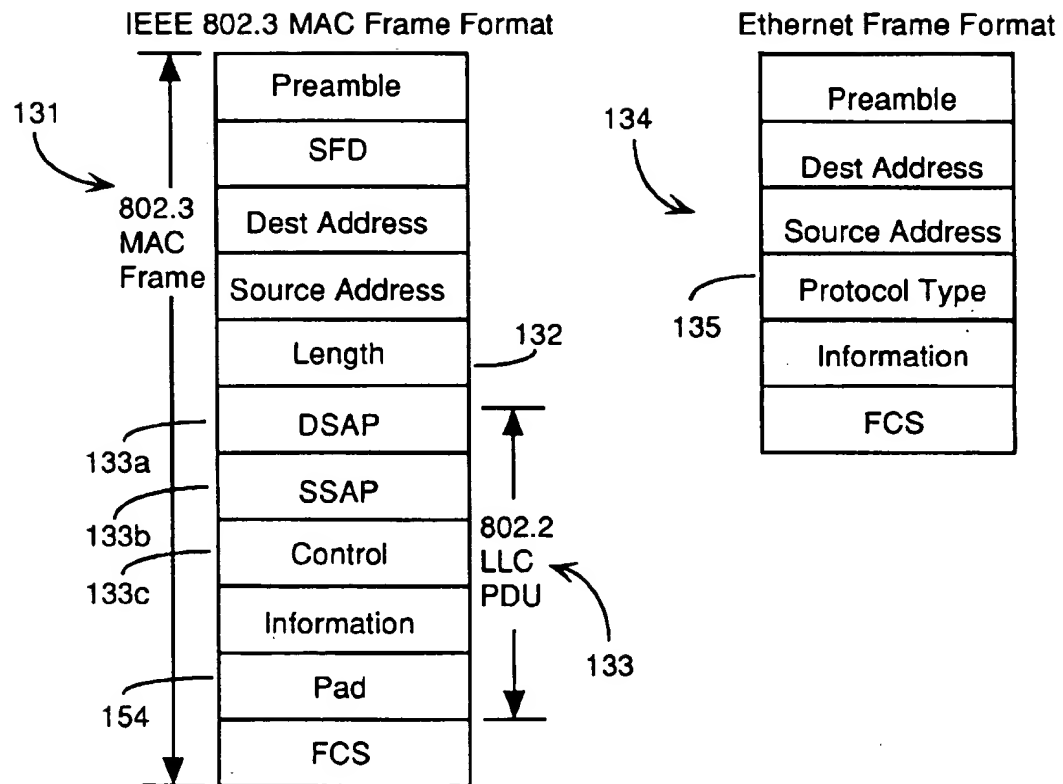 IEEE 802.3 MAC Frame Format
Preamble
SFD
Dest Address
Source Address
Length
DSAP
SSAP
Control
Information
Pad
FCS
131
802.3
MAC
Frame
132
133a
133b
133c
154
802.2
LLC
PDU
133
Ethernet Frame Format
Preamble
Dest Address
Source Address
Protocol Type
Information
FCS
134
135